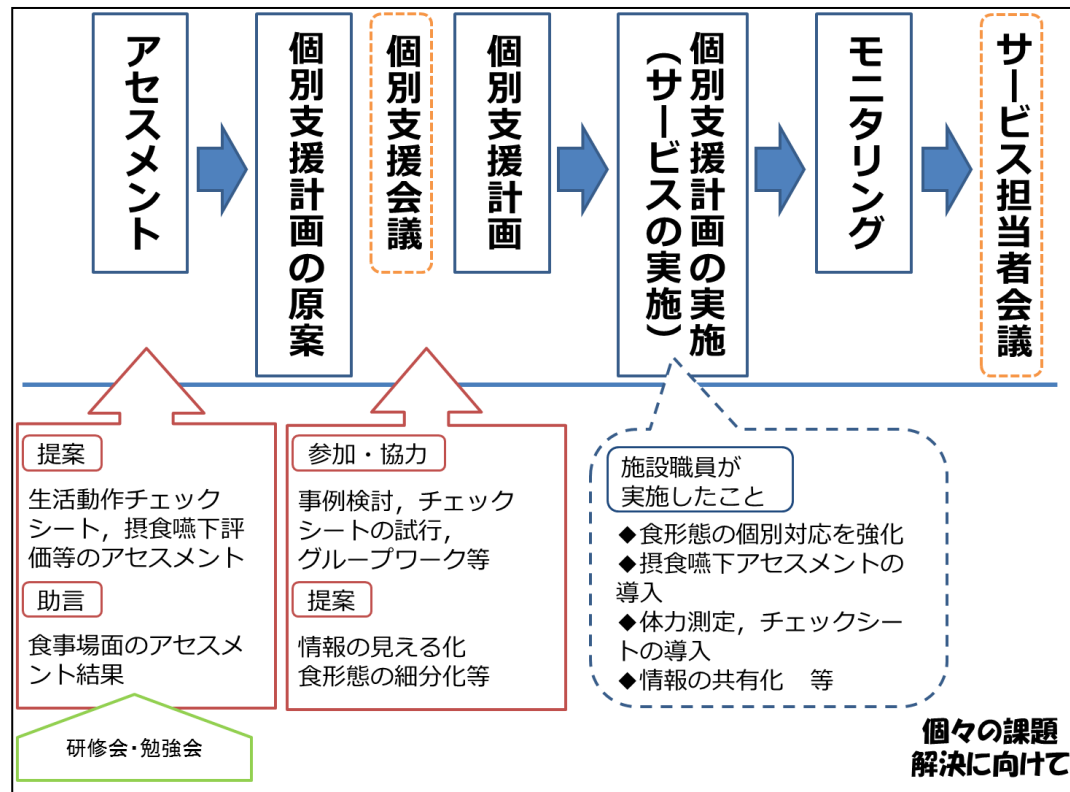 アセスメント
個別支援計画の原案
個別支援会議
個別支援計画
個別支援計画の実施
（サービスの実施）
モニタリング
サービス担当者会議
提案
生活動作チェック
シート，摂食嚥下評
価等のアセスメント
助言
食事場面のアセスメ
ント結果
研修会・勉強会
参加・協力
事例検討，チェック
シートの試行，
グループワーク等
提案
情報の見える化
食形態の細分化等
施設職員が
実施したこと
◆食形態の個別対応を強化
◆摂食嚥下アセスメントの
導入
◆体力測定，チェックシー
トの導入
◆情報の共有化　等
個々の課題
解決に向けて